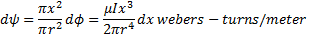 dψ = πx²/πr² dϕ = μIx³/2πr⁴ dx webers − turns/meter